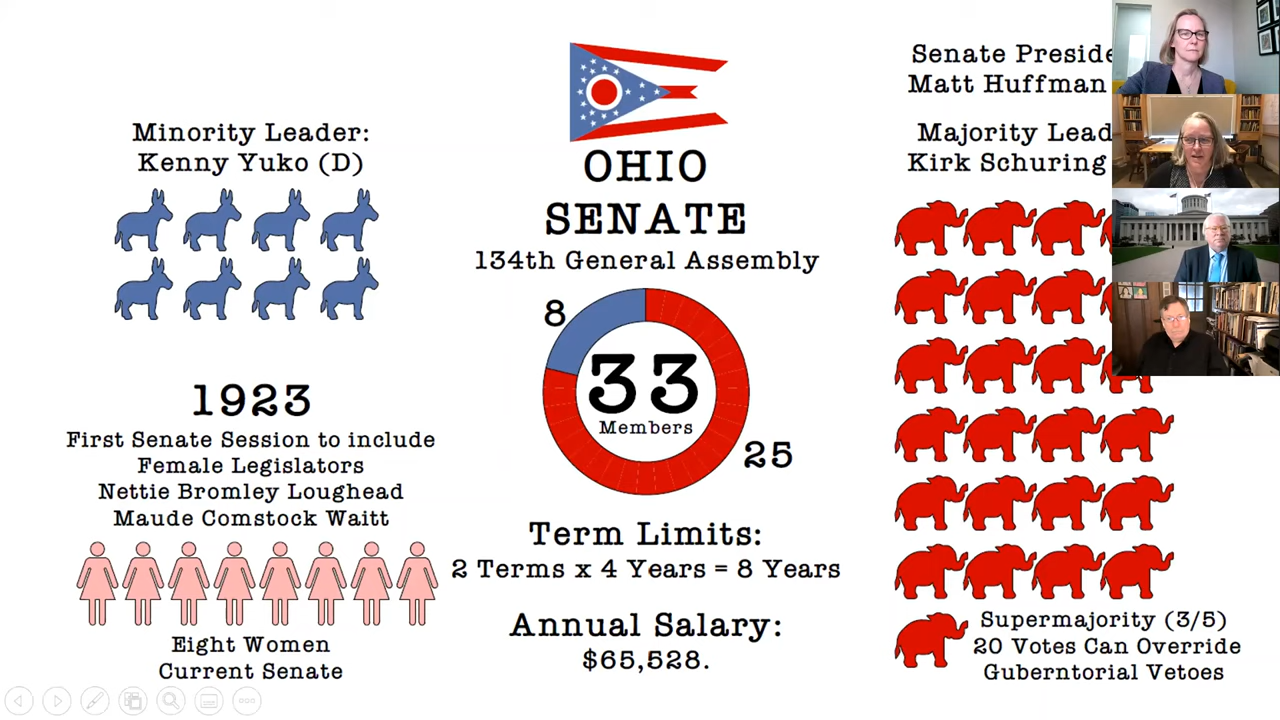 Minority Leader:
Kenny Yuko (D)
1923
First Senate Session to include
Female Legislators
Nettie Bromley Loughead
Maude Comstock Waitt
Eight Women
Current Senate
OHIO
SENATE
134th General Assembly
8
33
Members
25
Term Limits:
2 Terms x 4 Years = 8 Years
Annual Salary:
$65,528.
Senate Preside
Matt Huffman
Majority Lead
Kirk Schuring
Supermajority (3/5)
20 Votes Can Override
Guberntorial Vetoes